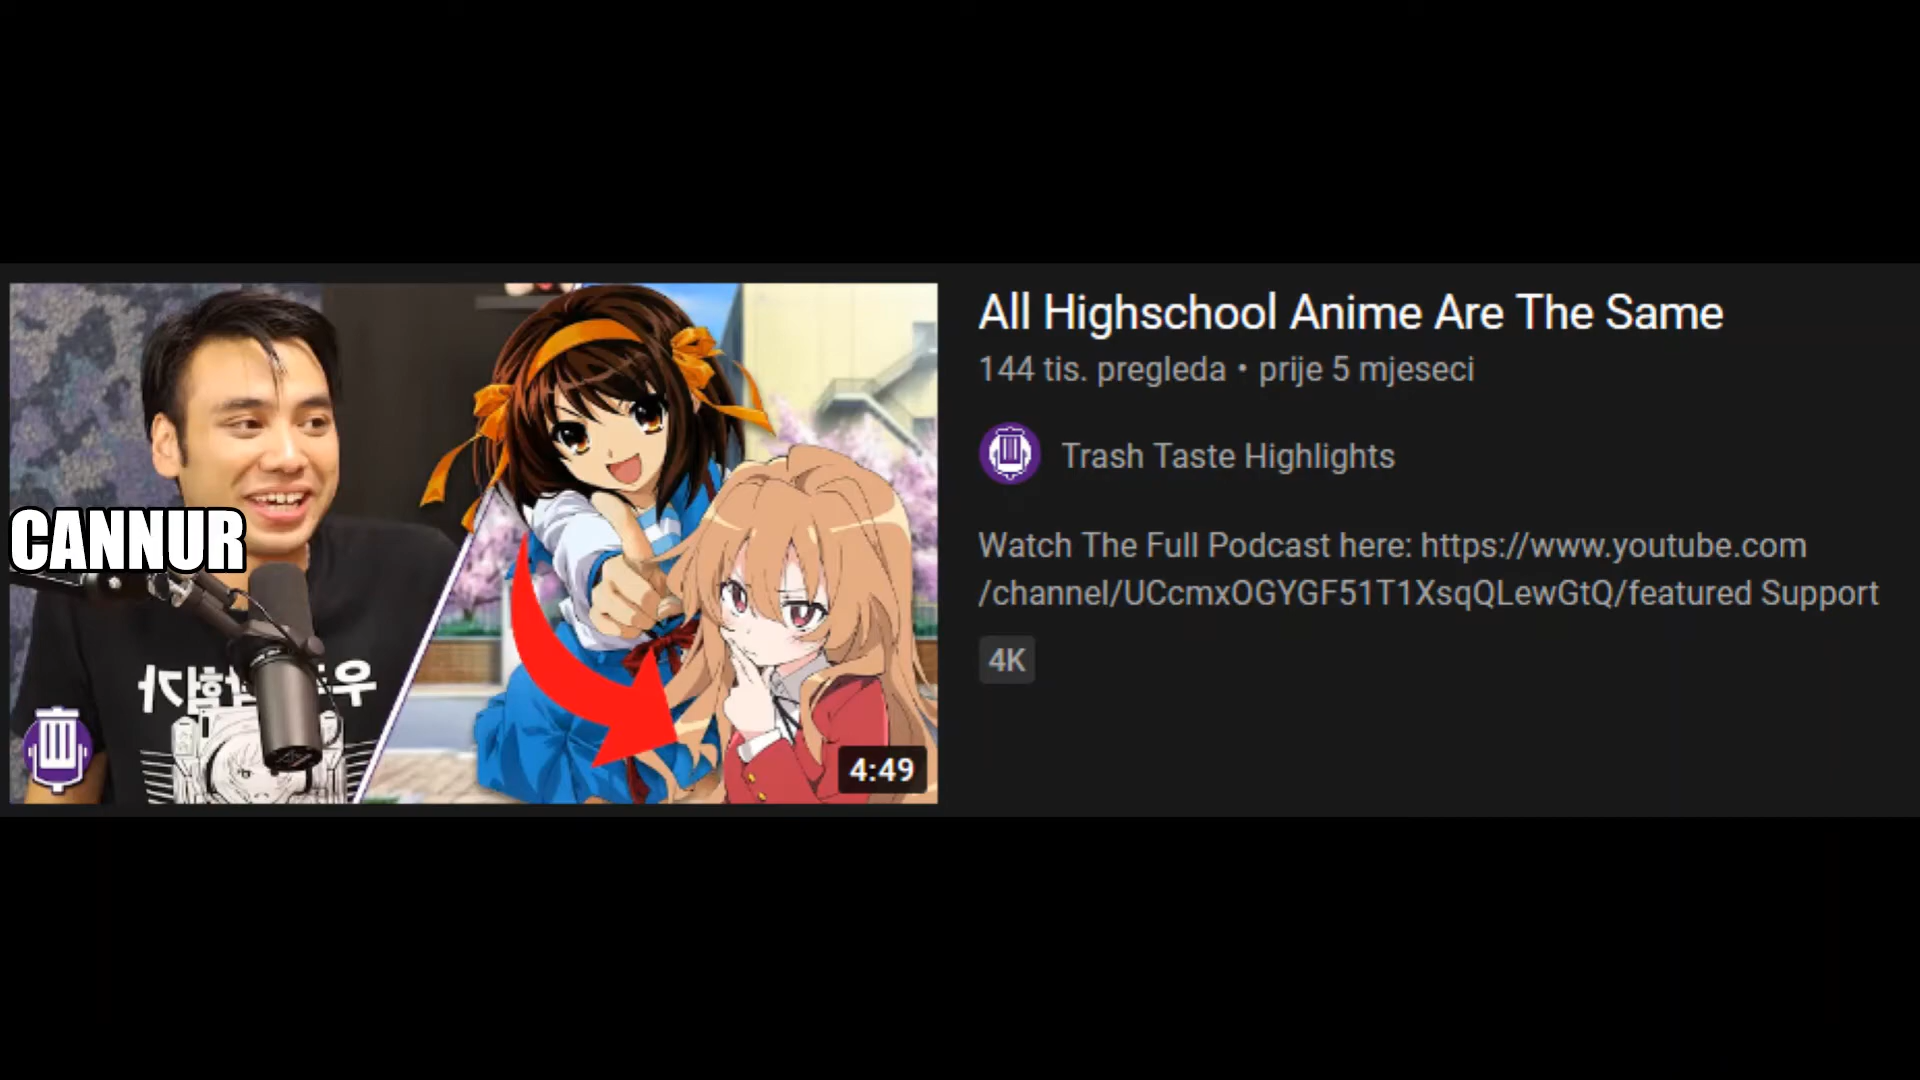 All Highschool Anime Are The Same
144 tis. pregleda • prije 5 mjeseci
Trash Taste Highlights
Watch The Full Podcast here: https://www.youtube.com
/channel/UCcmxOGYGF51T1XsqQLewGtQ/featured Support
4K
CANNUR
4:49